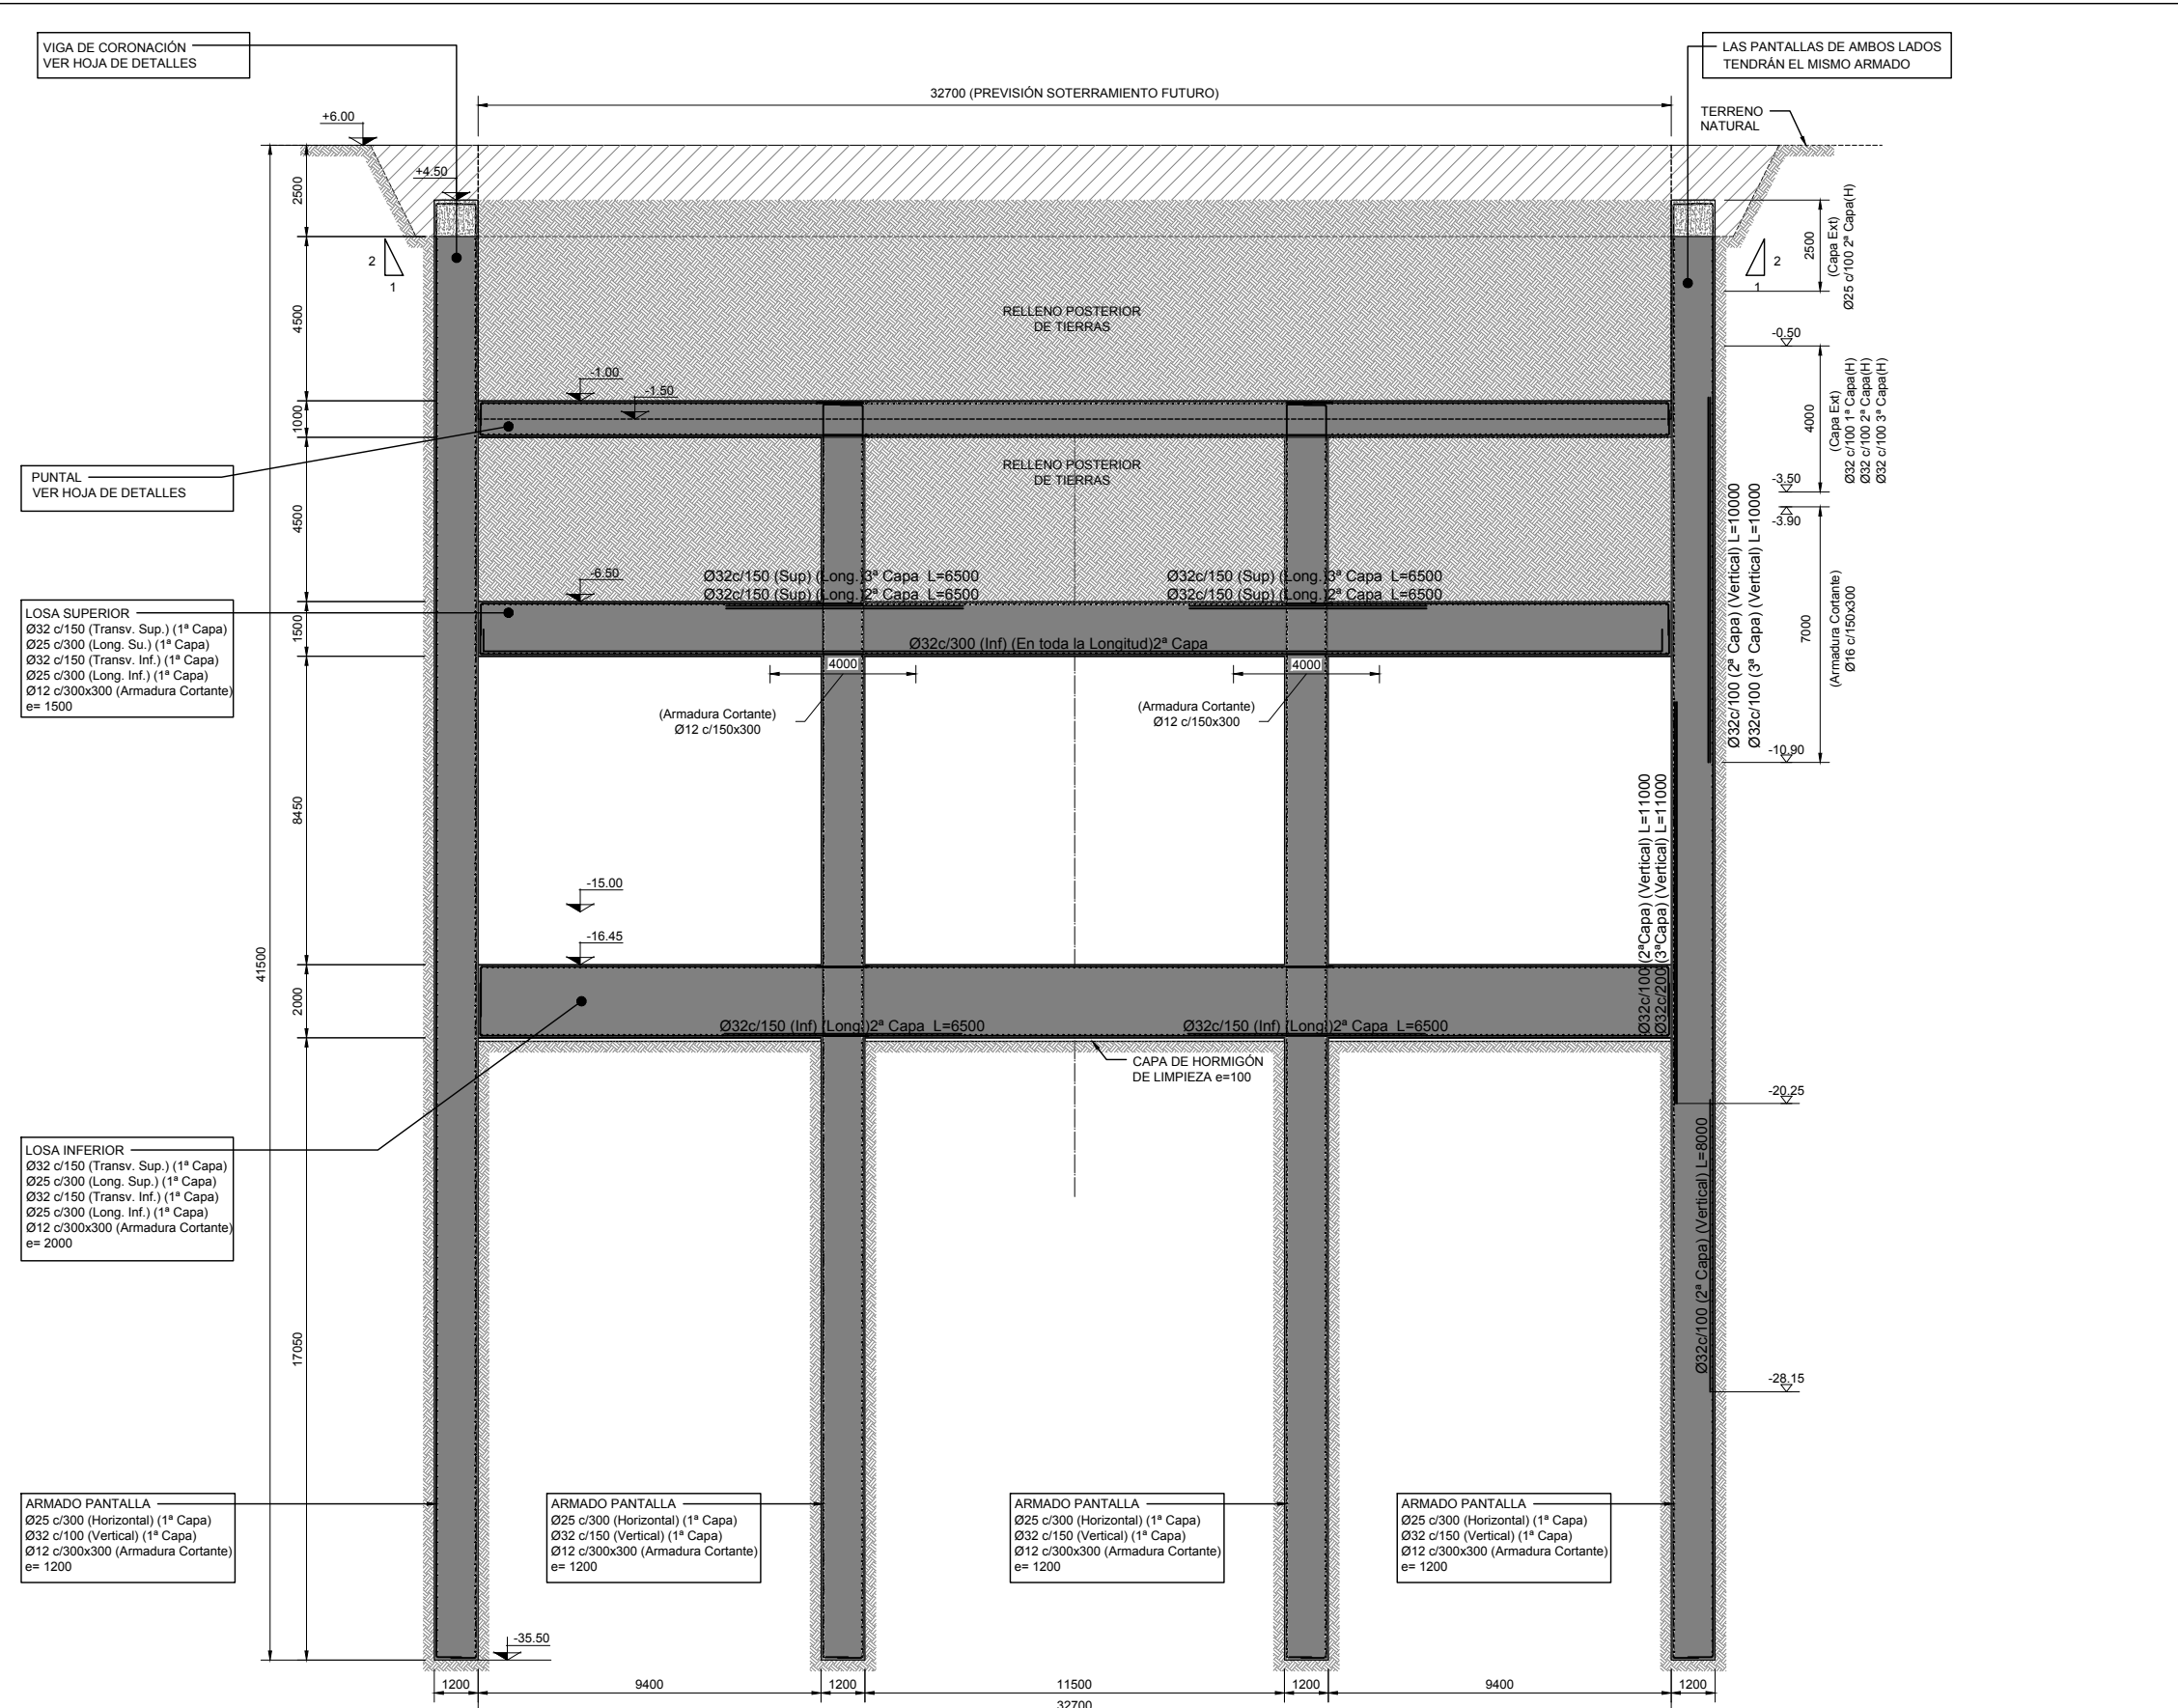 VIGA DE CORONACIÓN
VER HOJA DE DETALLES
LAS PANTALLAS DE AMBOS LADOS
TENDRÁN EL MISMO ARMADO
32700 (PREVISIÓN SOTERRAMIENTO FUTURO)
TERRENO
NATURAL
+6.00
+4.50
2500
2
1
2
1
2500
(Capa Ext)
Ø25 c/100 2ª Capa(H)
4500
RELLENO POSTERIOR
DE TIERRAS
-0.50
-1.00
-1.50
1000
4000
(Capa Ext)
Ø32 c/100 1ª Capa(H)
Ø32 c/100 2ª Capa(H)
Ø32 c/100 3ª Capa(H)
PUNTAL
VER HOJA DE DETALLES
RELLENO POSTERIOR
DE TIERRAS
-3.50
-3.90
4500
-6.50
Ø32c/150 (Sup) (Long.)3ª Capa L=6500
Ø32c/150 (Sup) (Long.)2ª Capa L=6500
Ø32c/150 (Sup) (Long.)3ª Capa L=6500
Ø32c/150 (Sup) (Long.)2ª Capa L=6500
Ø32c/100 (2ª Capa) (Vertical) L=10000
Ø32c/100 (3ª Capa) (Vertical) L=10000
7000
(Armadura Cortante)
Ø16 c/150x300
LOSA SUPERIOR
Ø32 c/150 (Transv. Sup.) (1ª Capa)
Ø25 c/300 (Long. Su.) (1ª Capa)
Ø32 c/150 (Transv. Inf.) (1ª Capa)
Ø25 c/300 (Long. Inf.) (1ª Capa)
Ø12 c/300x300 (Armadura Cortante)
e= 1500
1500
Ø32c/300 (Inf) (En toda la Longitud)2ª Capa
4000
4000
(Armadura Cortante)
Ø12 c/150x300
(Armadura Cortante)
Ø12 c/150x300
-10.90
8450
41500
-15.00
-16.45
Ø32c/100 (2ªCapa) (Vertical) L=11000
Ø32c/200 (3ªCapa) (Vertical) L=11000
2000
Ø32c/150 (Inf) (Long.)2ª Capa L=6500
Ø32c/150 (Inf) (Long.)2ª Capa L=6500
CAPA DE HORMIGÓN
DE LIMPIEZA e=100
-20.25
LOSA INFERIOR
Ø32 c/150 (Transv. Sup.) (1ª Capa)
Ø25 c/300 (Long. Sup.) (1ª Capa)
Ø32 c/150 (Transv. Inf.) (1ª Capa)
Ø25 c/300 (Long. Inf.) (1ª Capa)
Ø12 c/300x300 (Armadura Cortante)
e= 2000
Ø32c/100 (2ª Capa) (Vertical) L=8000
17050
-28.15
ARMADO PANTALLA
Ø25 c/300 (Horizontal) (1ª Capa)
Ø32 c/100 (Vertical) (1ª Capa)
Ø12 c/300x300 (Armadura Cortante)
e= 1200
ARMADO PANTALLA
Ø25 c/300 (Horizontal) (1ª Capa)
Ø32 c/150 (Vertical) (1ª Capa)
Ø12 c/300x300 (Armadura Cortante)
e= 1200
ARMADO PANTALLA
Ø25 c/300 (Horizontal) (1ª Capa)
Ø32 c/150 (Vertical) (1ª Capa)
Ø12 c/300x300 (Armadura Cortante)
e= 1200
ARMADO PANTALLA
Ø25 c/300 (Horizontal) (1ª Capa)
Ø32 c/150 (Vertical) (1ª Capa)
Ø12 c/300x300 (Armadura Cortante)
e= 1200
-35.50
1200
9400
1200
11500
1200
9400
1200
32700